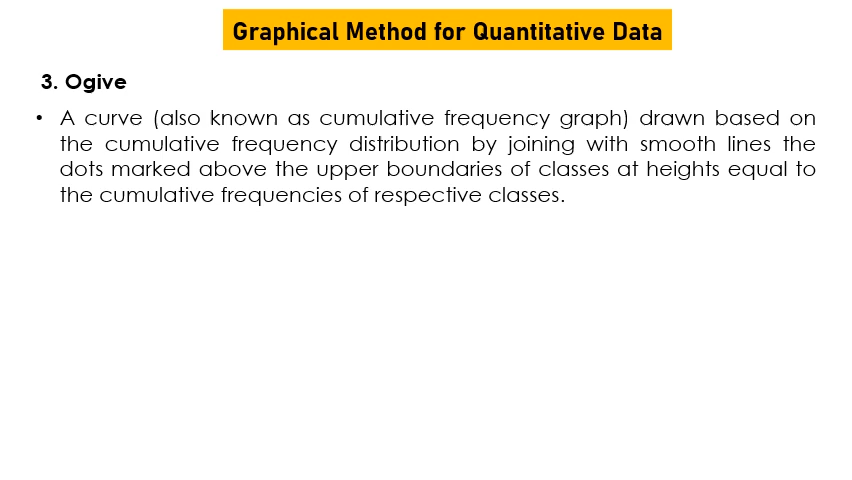 Graphical Method for Quantitative Data
3. Ogive
• A curve (also known as cumulative frequency graph) drawn based on
the cumulative frequency distribution by joining with smooth lines the
dots marked above the upper boundaries of classes at heights equal to
the cumulative frequencies of respective classes.